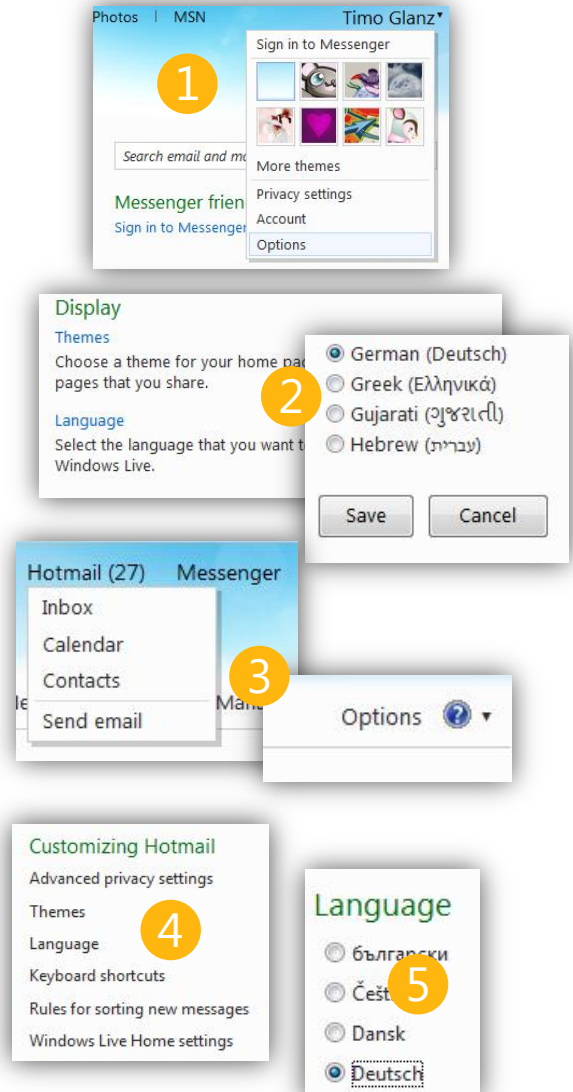 Photos | MSN Timo Glanz
Sign in to Messenger
1
Search email and
More themes
Privacy settings
Messenger
Sign in to Messenger
Account
Options
Display
Themes
Choose a theme for your home
pages that you share.
Language
Select the language that you want
Windows Live.
2
German (Deutsch)
Greek (Ελληνικά)
Gujarati (ગુજરાતી)
Hebrew (עברית)
Save Cancel
Hotmail (27) Messenger
Inbox
Calendar
Contacts
Send email
3
Options
Customizing Hotmail
Advanced privacy settings
Themes
Language
Keyboard shortcuts
Rules for sorting new messages
Windows Live Home settings
4
Language
български
5
Dansk
Deutsch